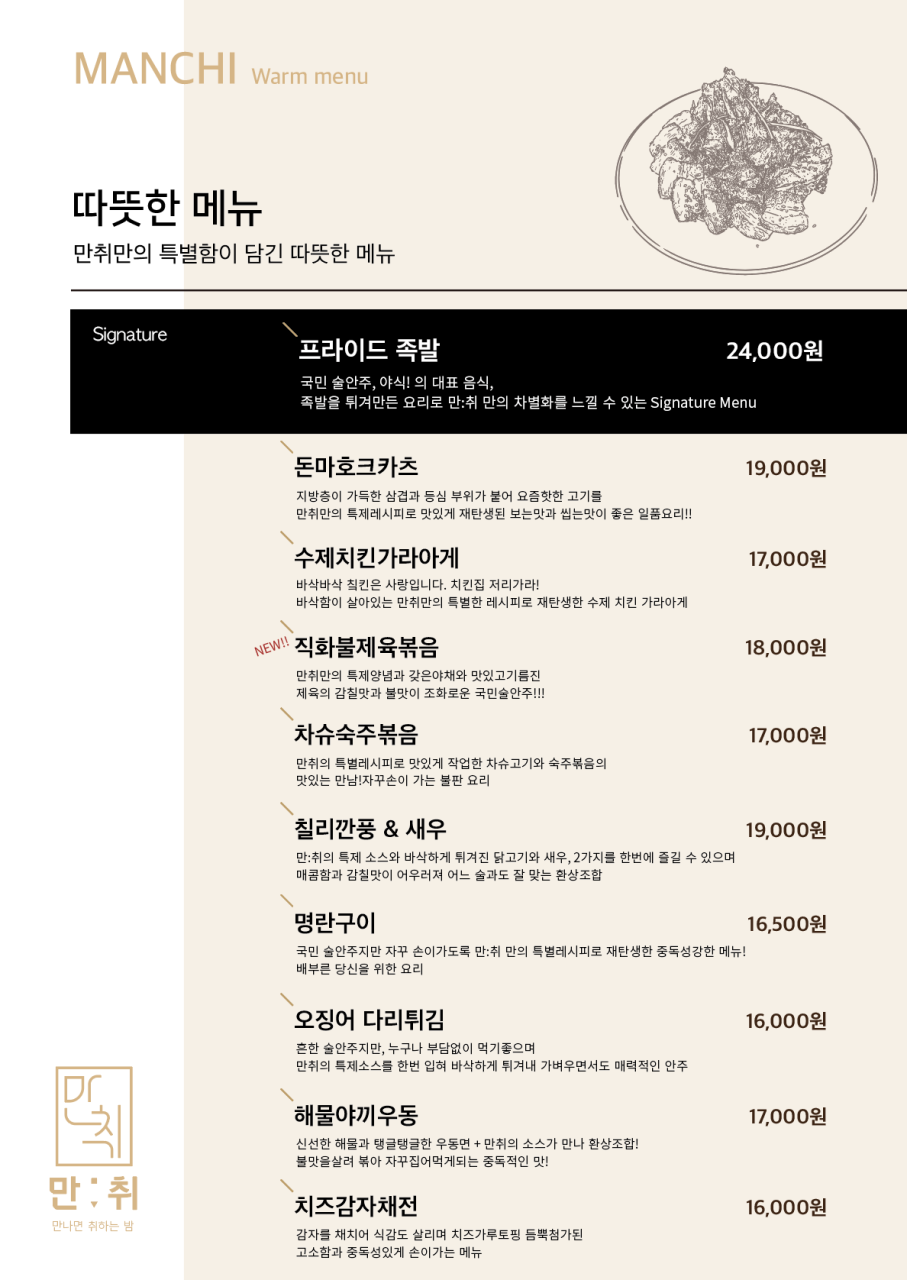 MANCHI Warm menu
따뜻한 메뉴
만취만의 특별함이 담긴 따뜻한 메뉴
Signature
프라이드 족발 24,000원
국민 술안주, 야식! 의 대표 음식,
족발을 튀겨만든 요리로 만:취 만의 차별화를 느낄 수 있는 Signature Menu
돈마호크카츠 19,000원
지방층이 가득한 삼겹과 등심 부위가 붙어 요즘핫한 고기를
만취만의 특제레시피로 맛있게 재탄생된 보는맛과 씹는맛이 좋은 일품요리!!
수제치킨가라아게 17,000원
바삭바삭 칰킨은 사랑입니다. 치킨집 저리가라!
바삭함이 살아있는 만취만의 특별한 레시피로 재탄생한 수제 치킨 가라아게
NEW!! 직화불제육볶음 18,000원
만취만의 특제양념과 갖은야채와 맛있고기름진
제육의 감칠맛과 불맛이 조화로운 국민술안주!!!
차슈숙주볶음 17,000원
만취의 특별레시피로 맛있게 작업한 차슈고기와 숙주볶음의
맛있는 만남!자꾸손이 가는 불판 요리
칠리깐풍 & 새우 19,000원
만:취의 특제 소스와 바삭하게 튀겨진 닭고기와 새우, 2가지를 한번에 즐길 수 있으며
매콤함과 감칠맛이 어우러져 어느 술과도 잘 맞는 환상조합
명란구이 16,500원
국민 술안주지만 자꾸 손이가도록 만:취 만의 특별레시피로 재탄생한 중독성강한 메뉴!
배부른 당신을 위한 요리
오징어 다리튀김 16,000원
흔한 술안주지만, 누구나 부담없이 먹기좋으며
만취의 특제소스를 한번 입혀 바삭하게 튀겨내 가벼우면서도 매력적인 안주
해물야끼우동 17,000원
신선한 해물과 탱글탱글한 우동면 + 만취의 소스가 만나 환상조합!
불맛을살려 볶아 자꾸집어먹게되는 중독적인 맛!
치즈감자채전 16,000원
감자를 채치어 식감도 살리며 치즈가루토핑 듬뿍첨가된
고소함과 중독성있게 손이가는 메뉴
만취
만:취
만나면 취하는 밤